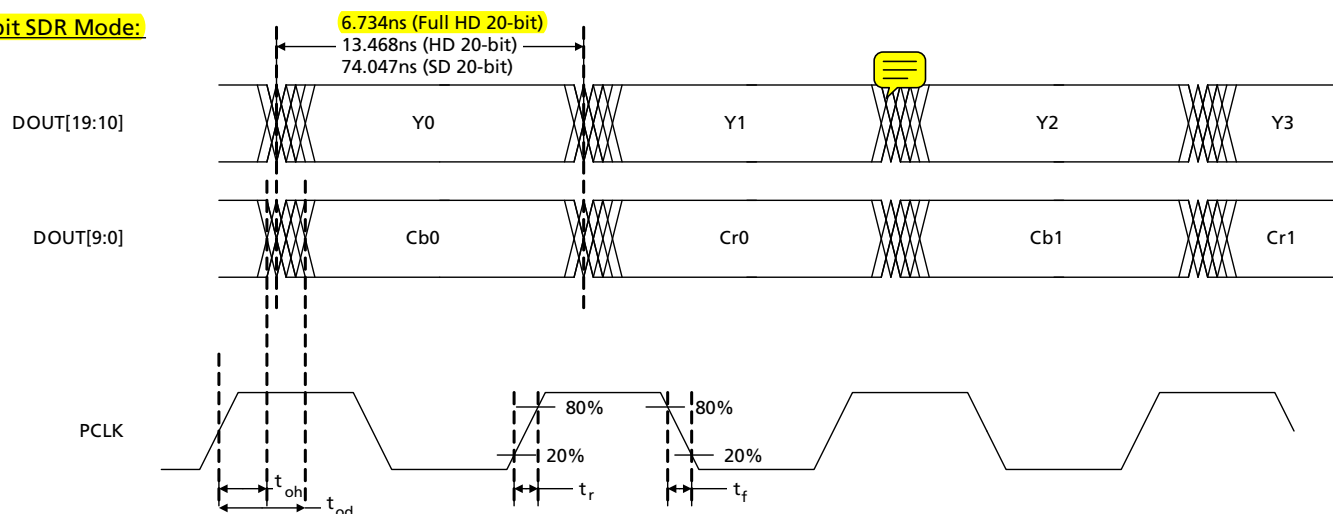 bit SDR Mode:
6.734ns (Full HD 20-bit)
13.468ns (HD 20-bit)
74.047ns (SD 20-bit)
DOUT[19:10]
Y0
Y1
Y2
Y3
DOUT[9:0]
Cb0
Cr0
Cb1
Cr1
PCLK
80%
80%
20%
20%
toh
tr
tf
tod